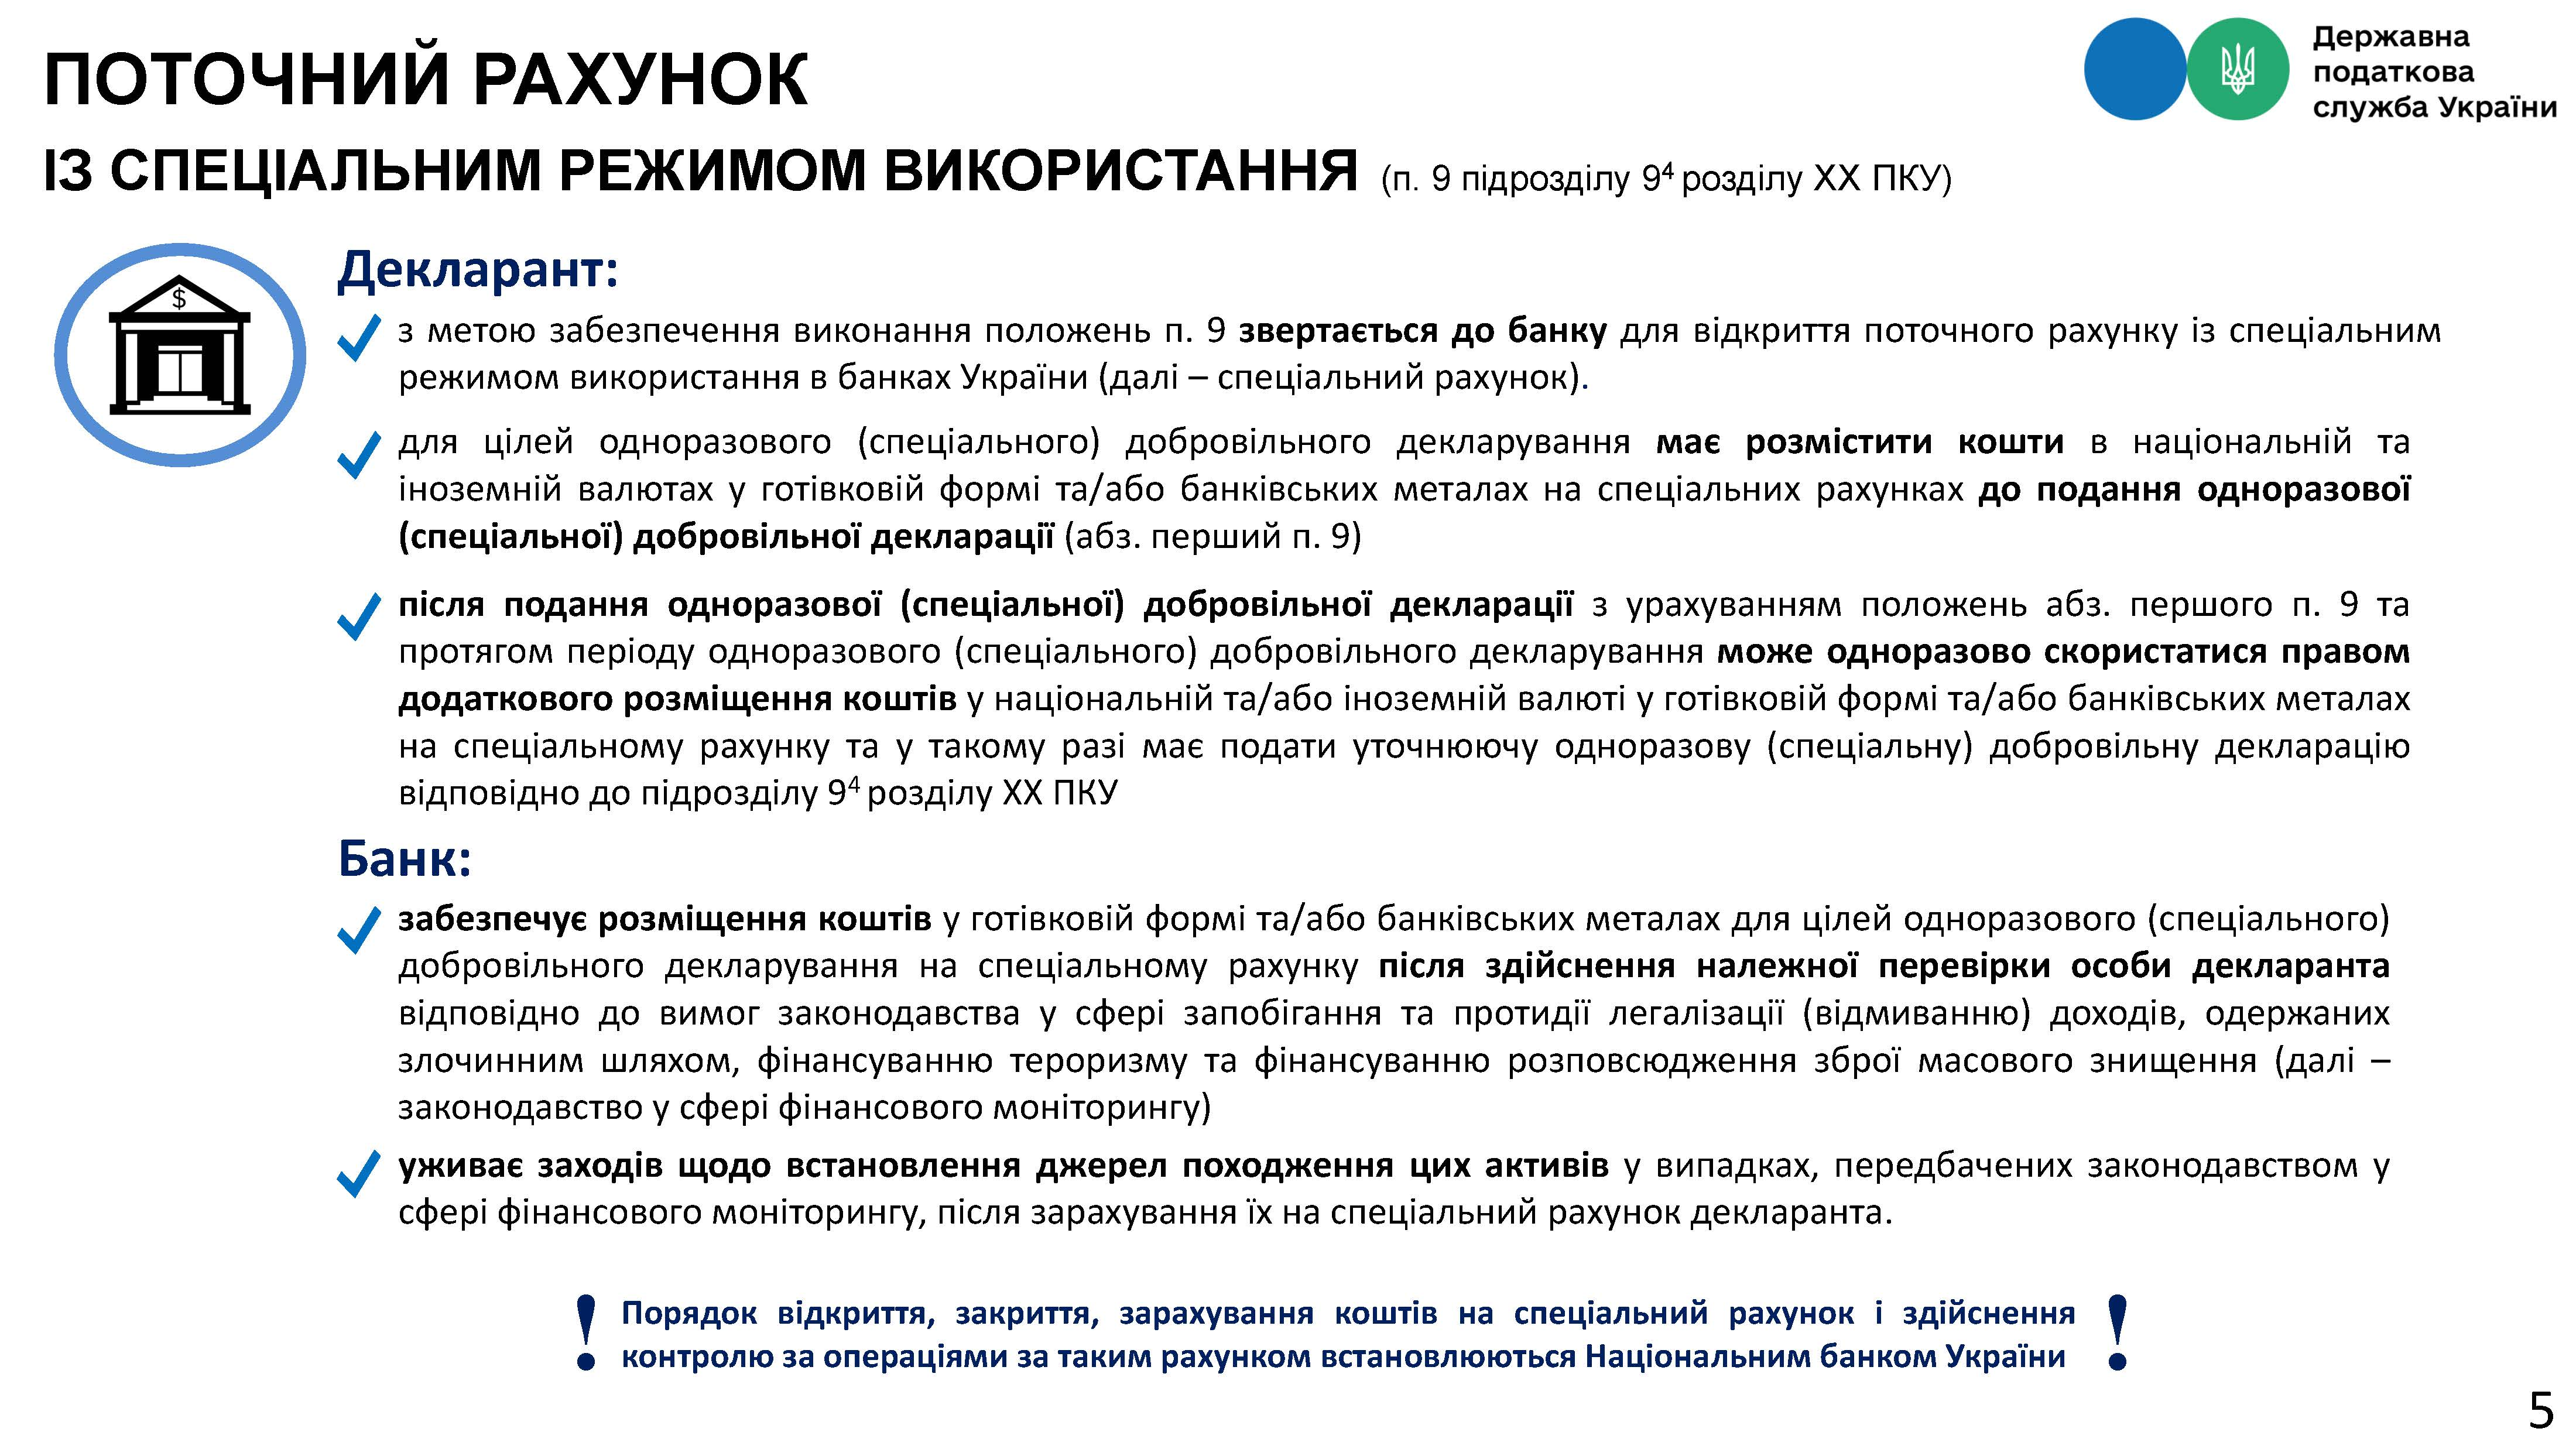 ПОТОЧНИЙ РАХУНОК
ІЗ СПЕЦІАЛЬНИМ РЕЖИМОМ ВИКОРИСТАННЯ (п. 9 підрозділу 9⁴ розділу ХХ ПКУ)
Державна
податкова
служба України
$
Декларант:
з метою забезпечення виконання положень п. 9 звертається до банку для відкриття поточного рахунку із спеціальним
режимом використання в банках України (далі – спеціальний рахунок).
для цілей одноразового (спеціального) добровільного декларування має розмістити кошти в національній та
іноземній валютах у готівковій формі та/або банківських металах на спеціальних рахунках до подання одноразової
(спеціальної) добровільної декларації (абз. перший п. 9)
після подання одноразової (спеціальної) добровільної декларації з урахуванням положень абз. першого п. 9 та
протягом періоду одноразового (спеціального) добровільного декларування може одноразово скористатися правом
додаткового розміщення коштів у національній та/або іноземній валюті у готівковій формі та/або банківських металах
на спеціальному рахунку та у такому разі має подати уточнюючу одноразову (спеціальну) добровільну декларацію
відповідно до підрозділу 9⁴ розділу ХХ ПКУ
Банк:
забезпечує розміщення коштів у готівковій формі та/або банківських металах для цілей одноразового (спеціального)
добровільного декларування на спеціальному рахунку після здійснення належної перевірки особи декларанта
відповідно до вимог законодавства у сфері запобігання та протидії легалізації (відмиванню) доходів, одержаних
злочинним шляхом, фінансуванню тероризму та фінансуванню розповсюдження зброї масового знищення (далі –
законодавство у сфері фінансового моніторингу)
уживає заходів щодо встановлення джерел походження цих активів у випадках, передбачених законодавством у
сфері фінансового моніторингу, після зарахування їх на спеціальний рахунок декларанта.
! Порядок відкриття, закриття, зарахування коштів на спеціальний рахунок і здійснення !
контролю за операціями за таким рахунком встановлюються Національним банком України
5